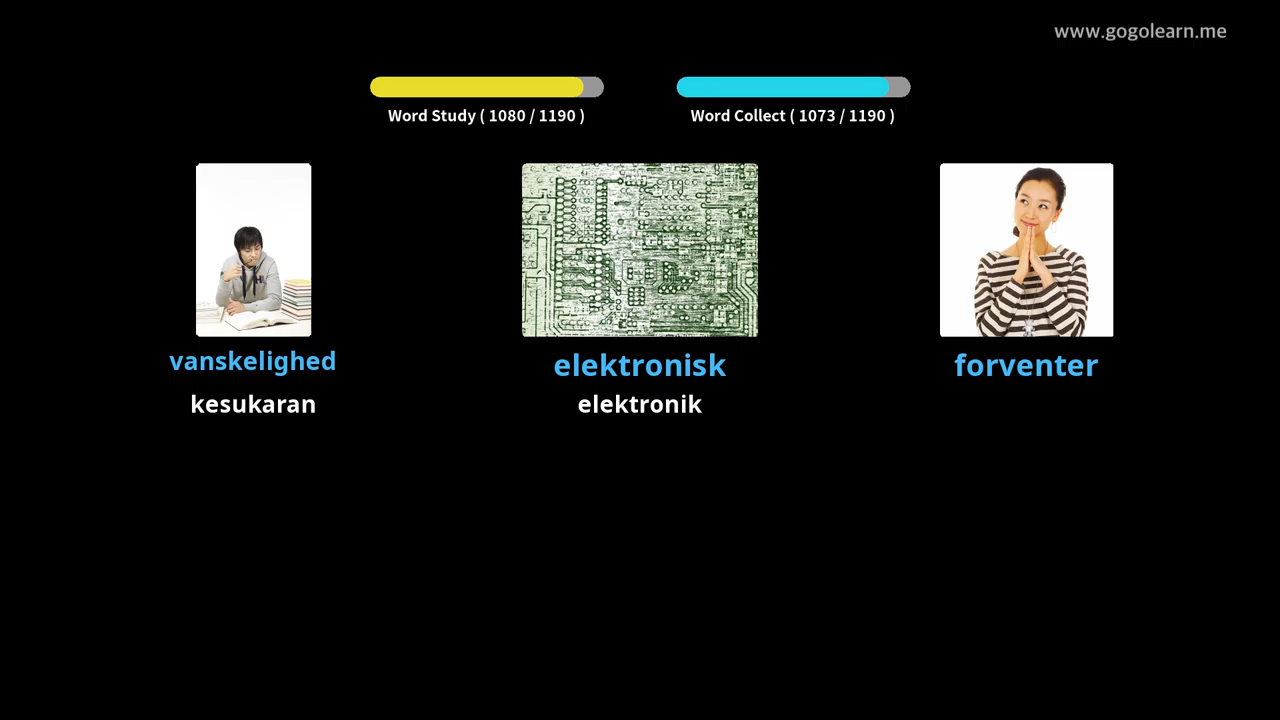 www.gogolearn.me
Word Study ( 1080 / 1190 )
Word Collect ( 1073 / 1190 )
vanskelighed
elektronisk
forventer
kesukaran
elektronik